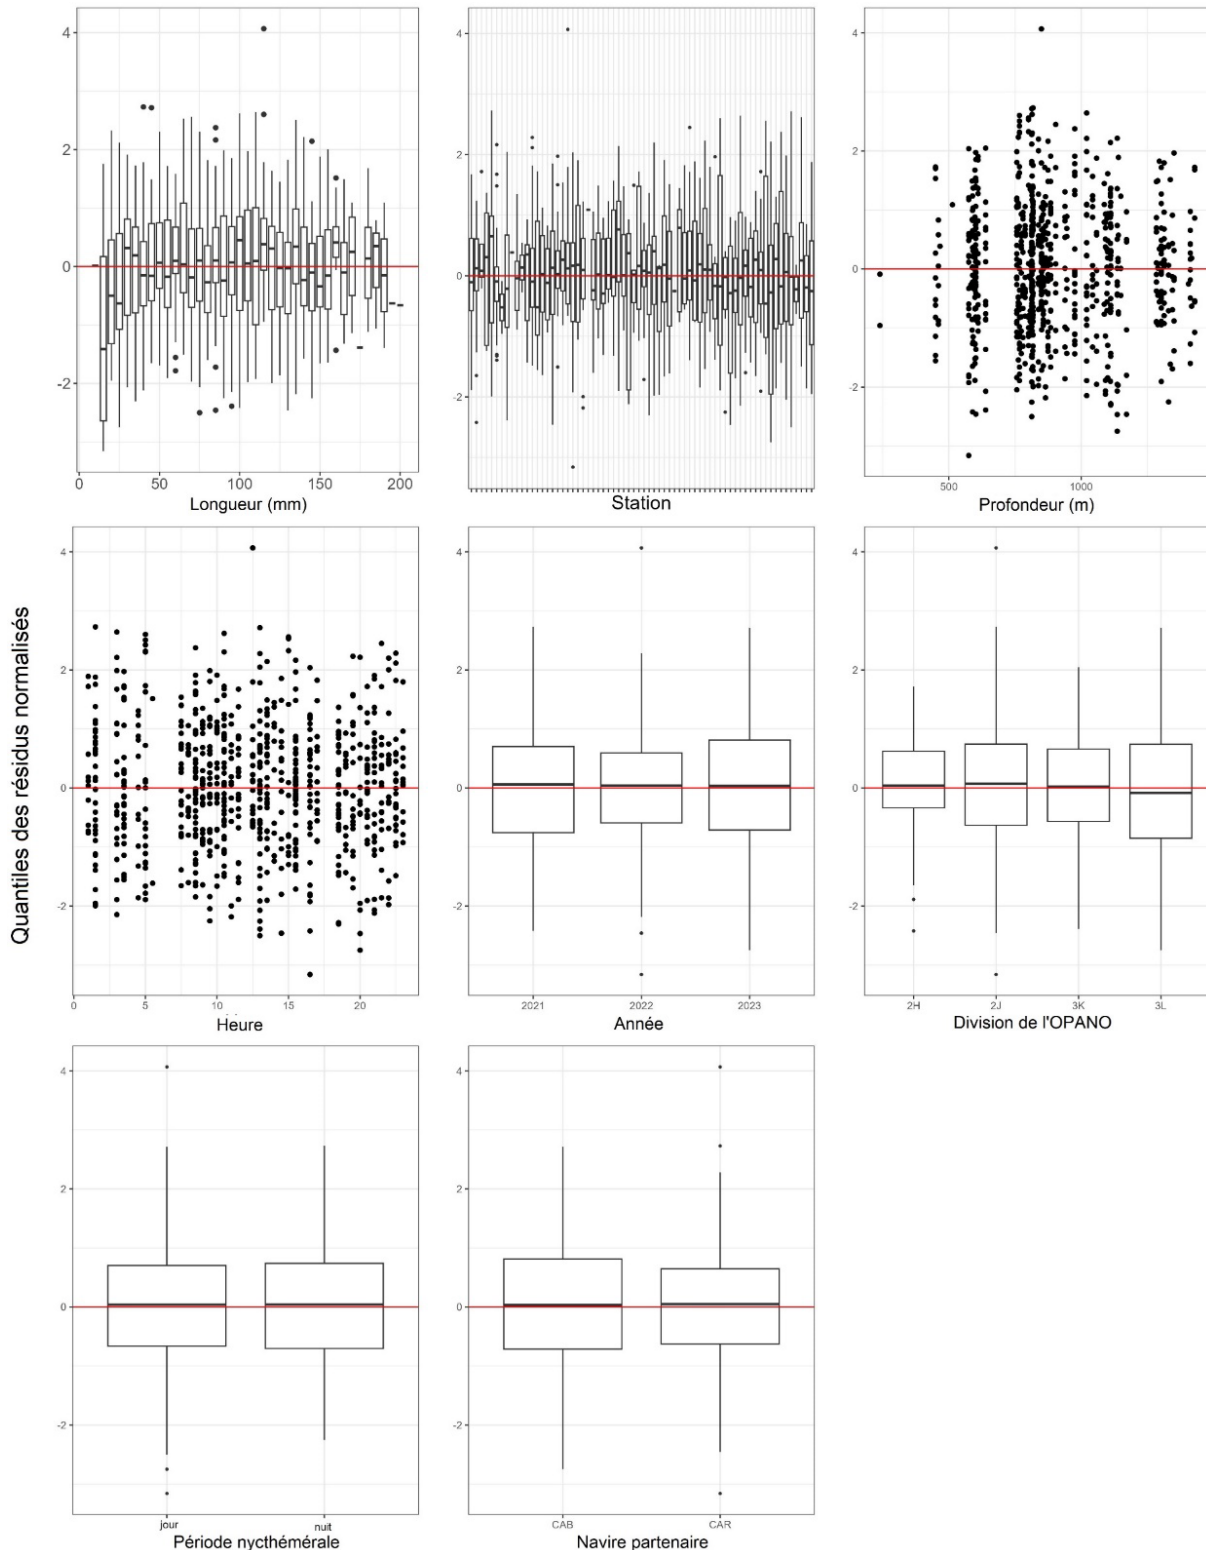 4
2
0
-2
0
50
100
150
200
Longueur (mm)
4
2
0
-2
Station
4
2
0
-2
500
1000
Profondeur (m)
Quantiles des résidus normalisés
4
2
0
-2
0
5
10
15
20
Heure
4
2
0
-2
2021
2022
2023
Année
4
2
0
-2
2H
2J
3K
3L
Division de l'OPANO
4
2
0
-2
jour
nuit
Période nycthémérale
4
2
0
-2
CAB
CAR
Navire partenaire